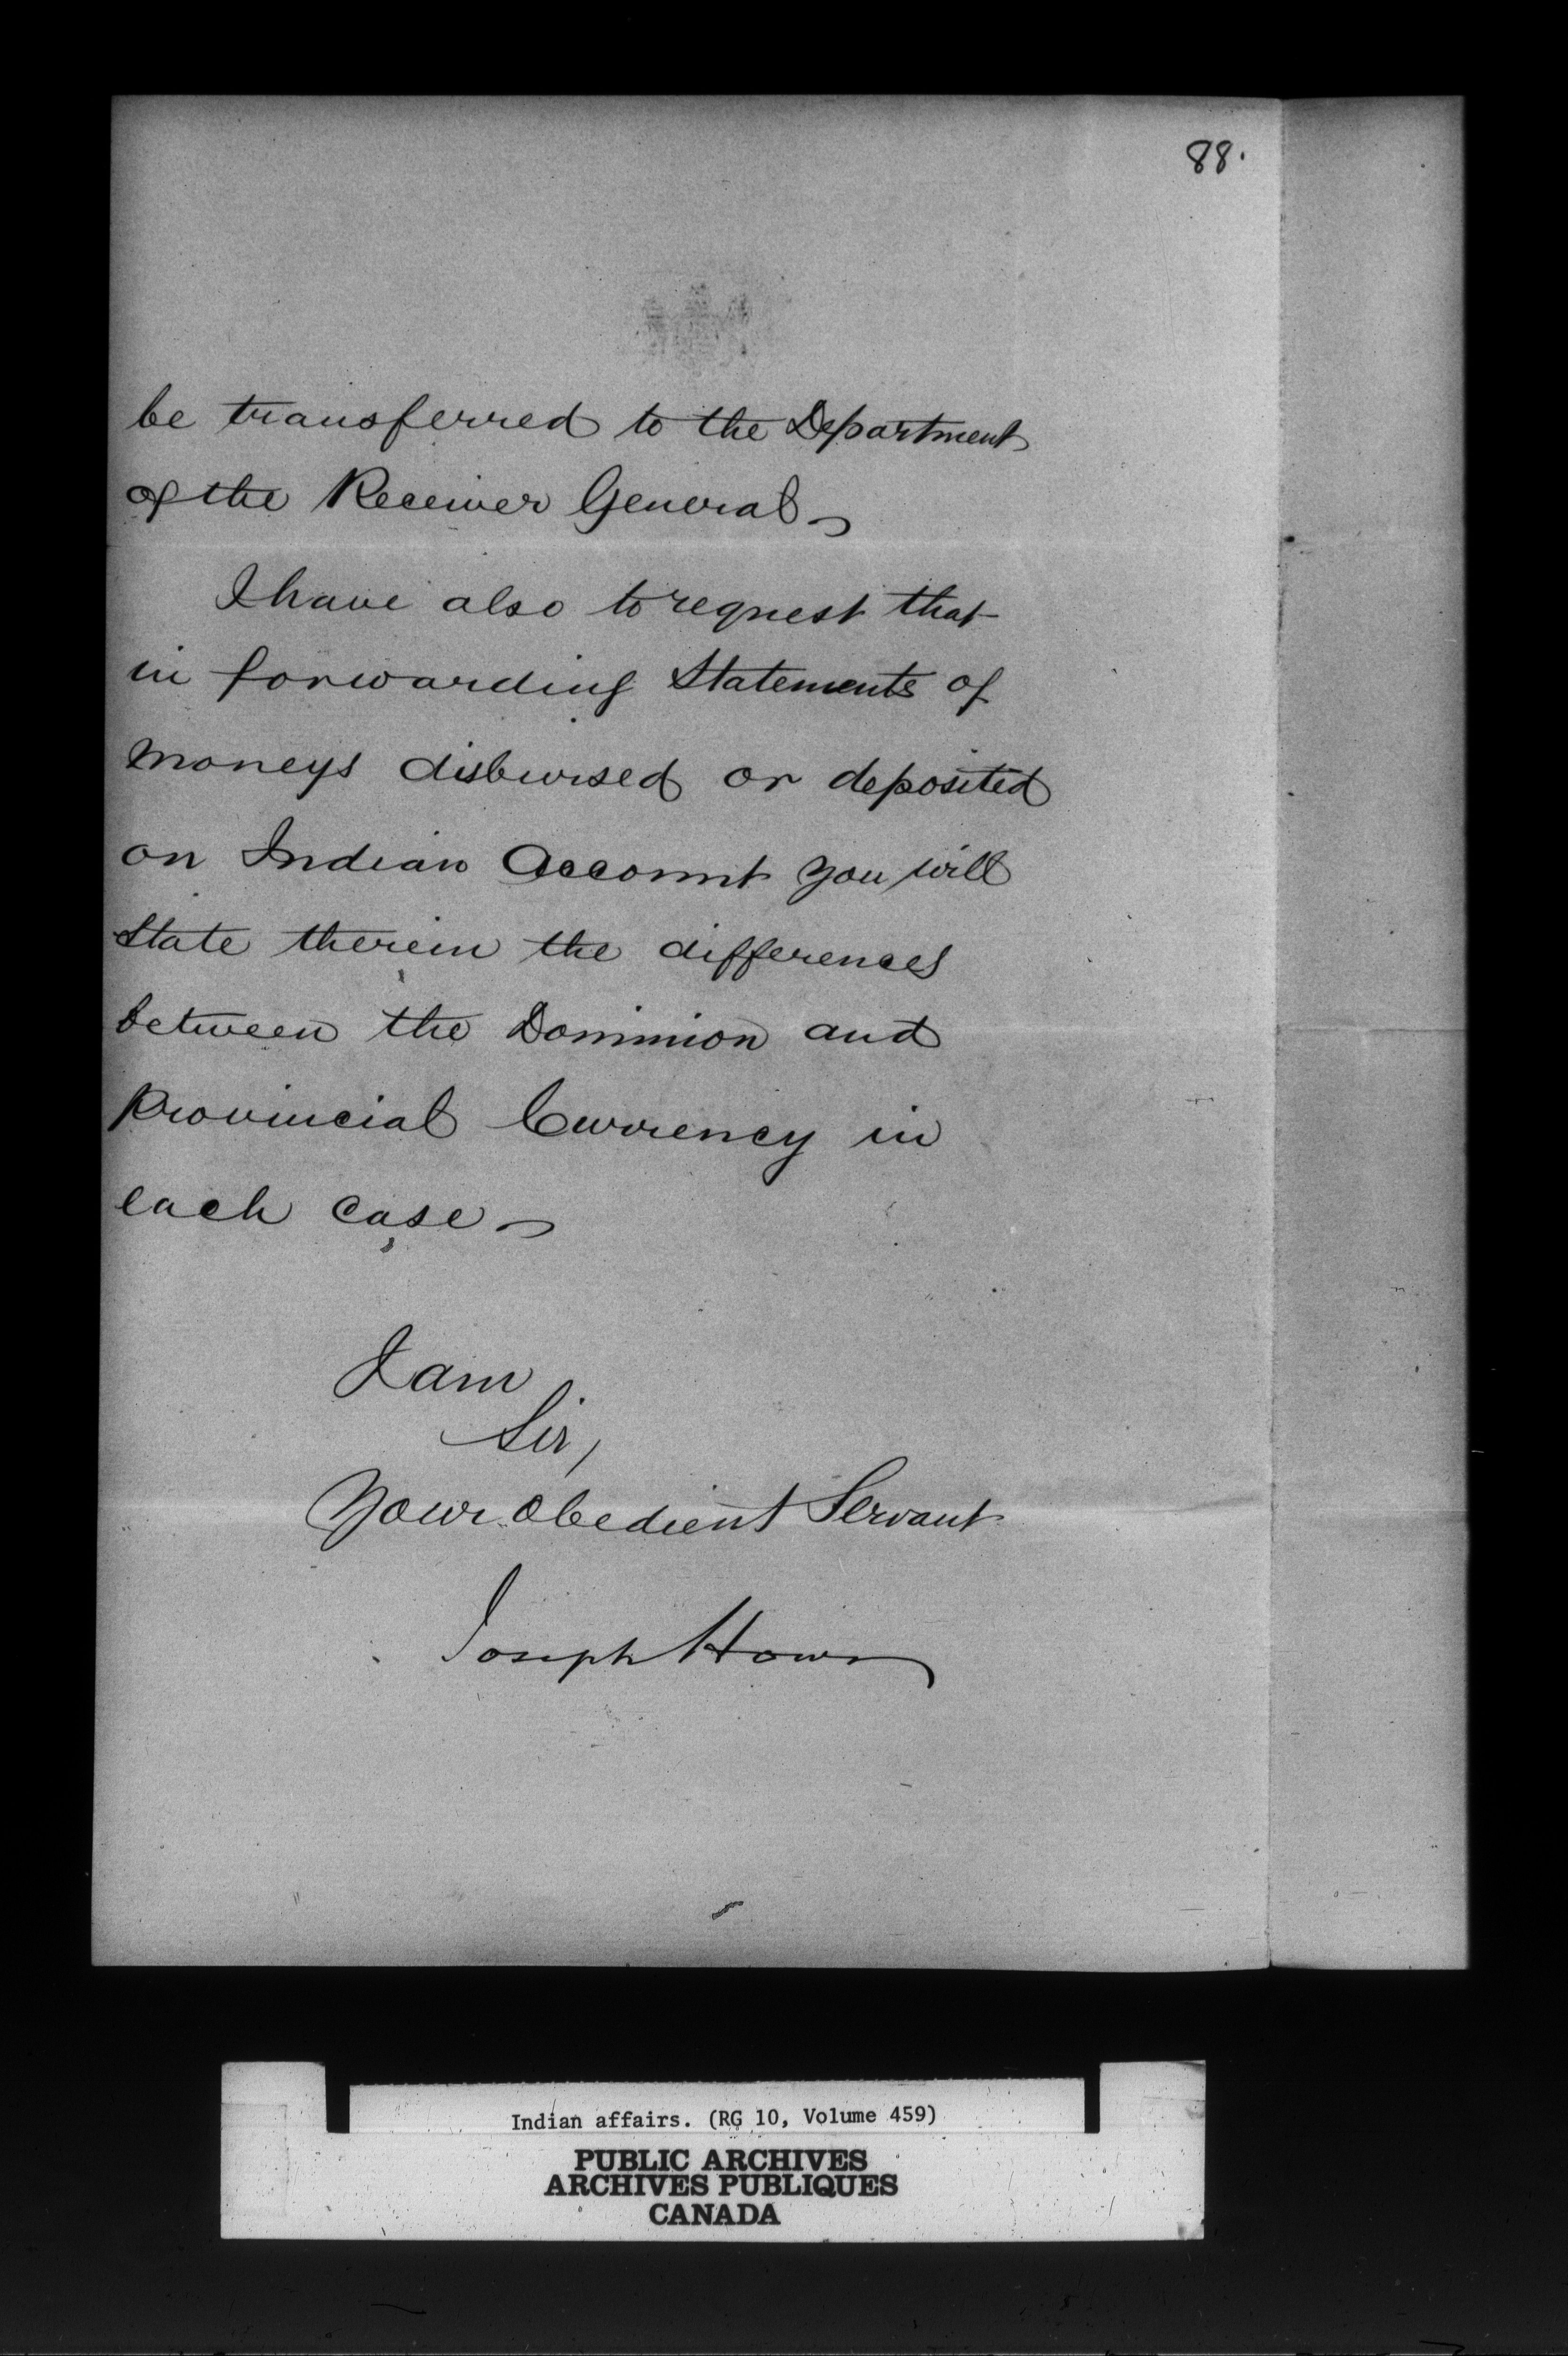 88.
be transferred to the Department
of the Receiver General
I have also to request that
in forwarding Statements of
moneys disbursed or deposited
on Indian Account you will
State therein the differences
between the Dominion and
Provincial Currency in
each case
I am
Sir,
Your obedient Servant
Joseph Howe
Indian affairs. (RG 10, Volume 459)
PUBLIC ARCHIVES
ARCHIVES PUBLIQUES
CANADA